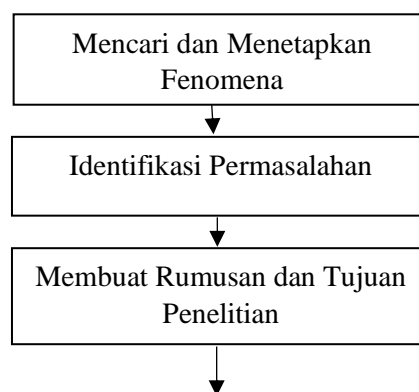 Mencari dan Menetapkan
Fenomena
Identifikasi Permasalahan
Membuat Rumusan dan Tujuan
Penelitian